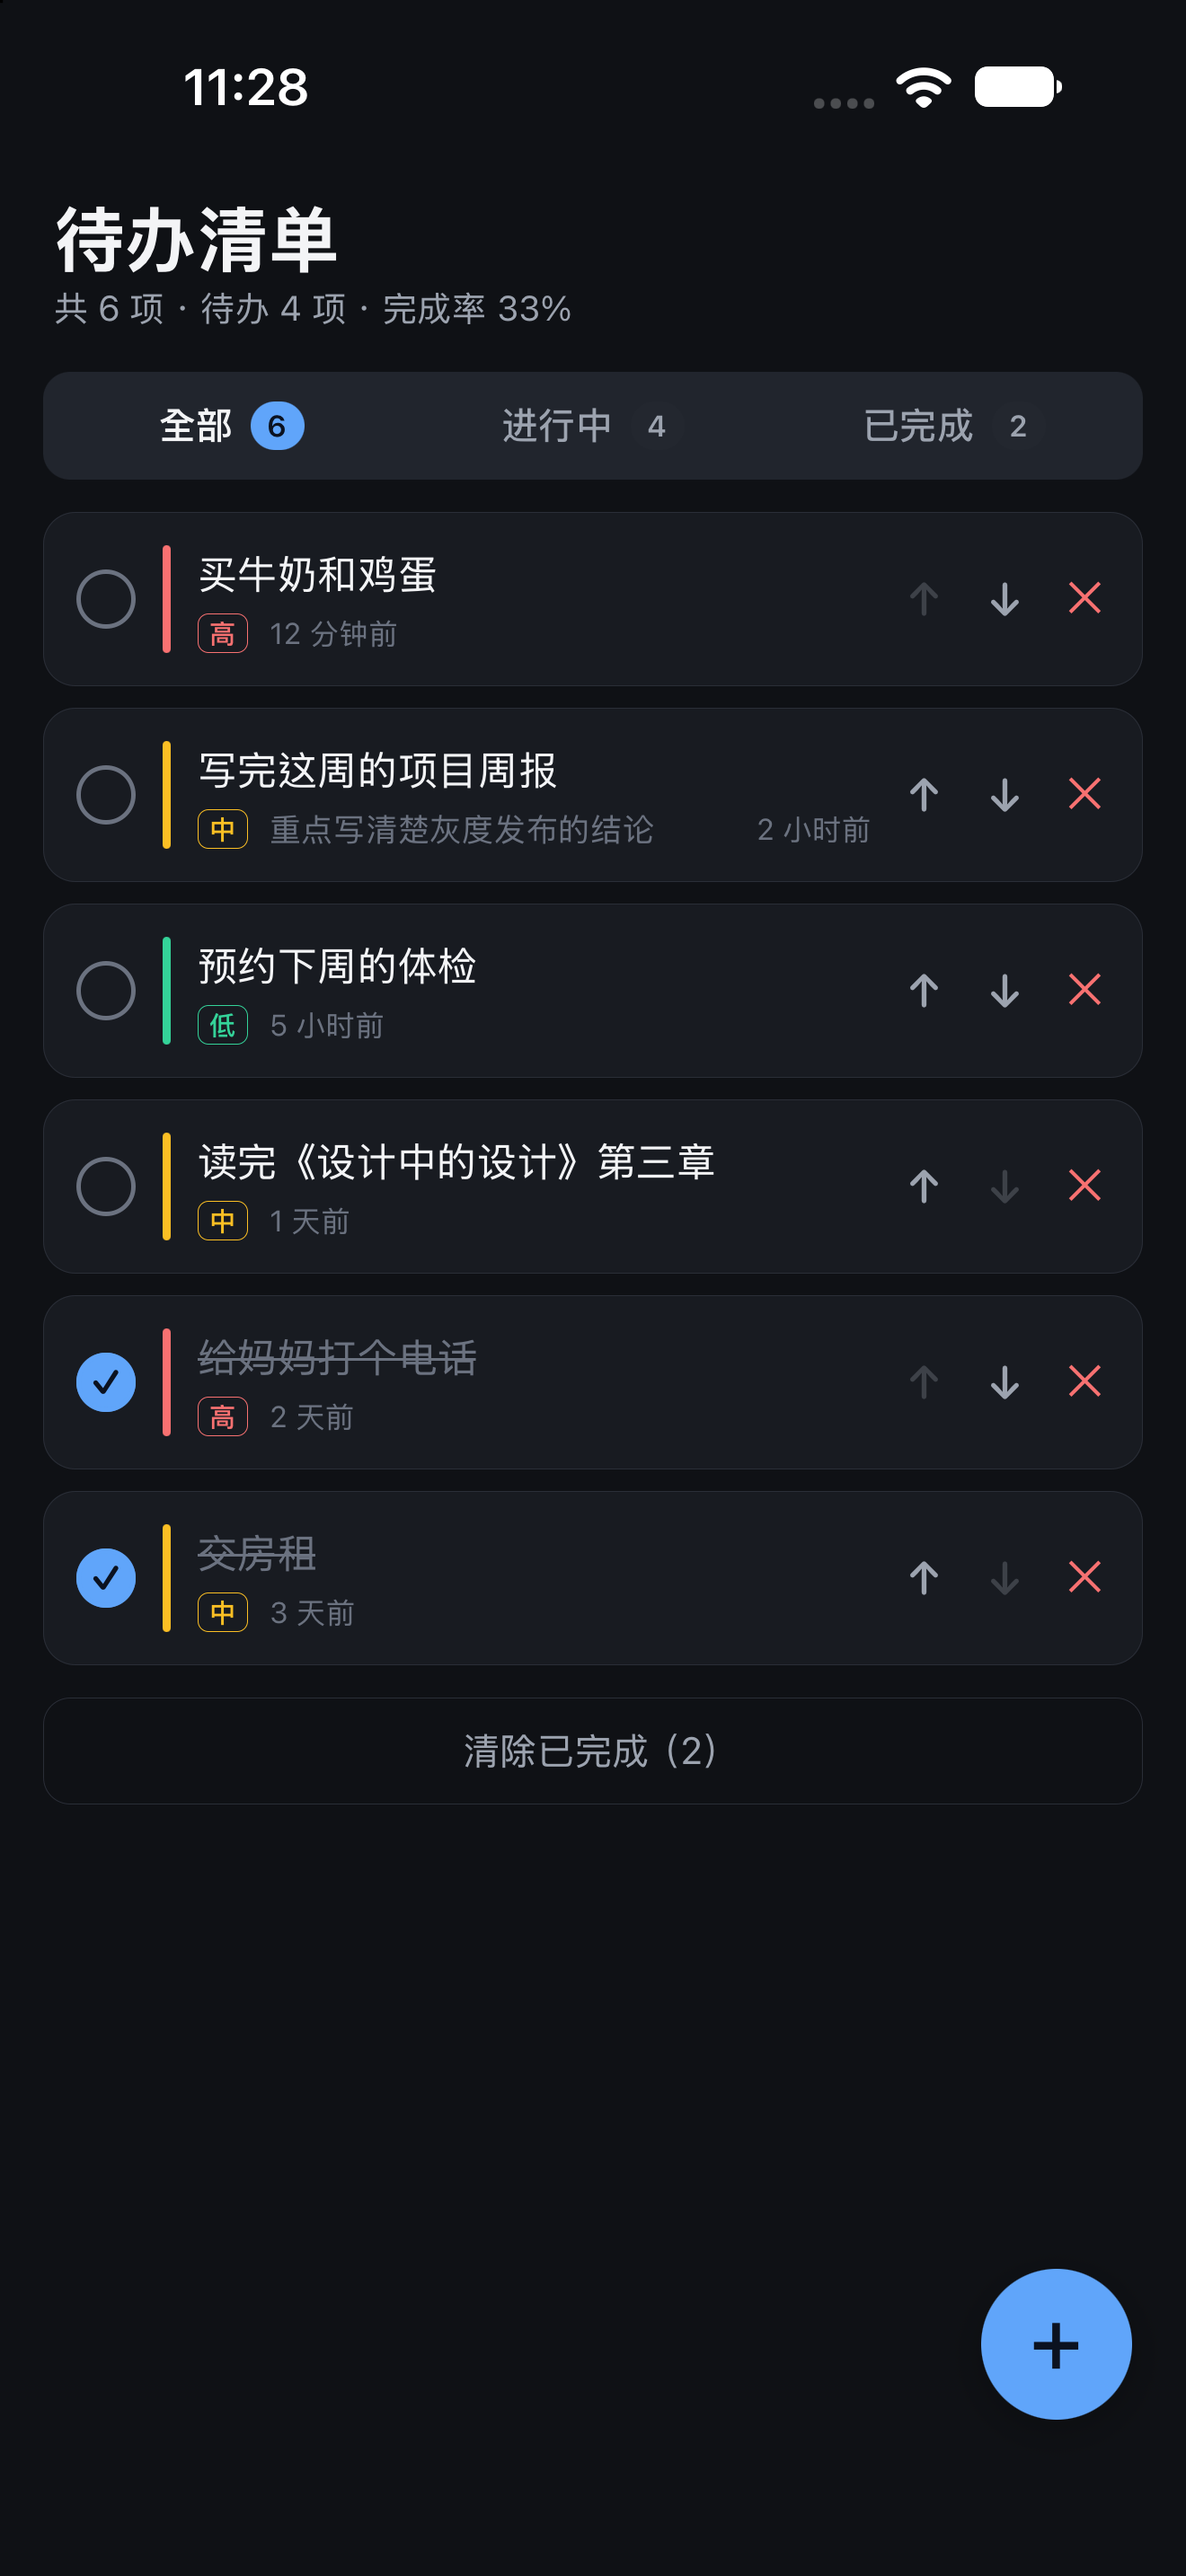 11:28
待办清单
共 6 项 · 待办 4 项 · 完成率 33%
全部 6 进行中 4 已完成 2
买牛奶和鸡蛋
高 12 分钟前
写完这周的项目周报
中 重点写清楚灰度发布的结论 2 小时前
预约下周的体检
低 5 小时前
读完《设计中的设计》第三章
中 1 天前
给妈妈打个电话
高 2 天前
交房租
中 3 天前
清除已完成（2）